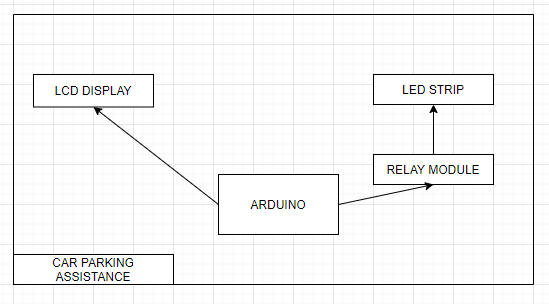 LCD DISPLAY
LED STRIP
RELAY MODULE
ARDUINO
CAR PARKING
ASSISTANCE